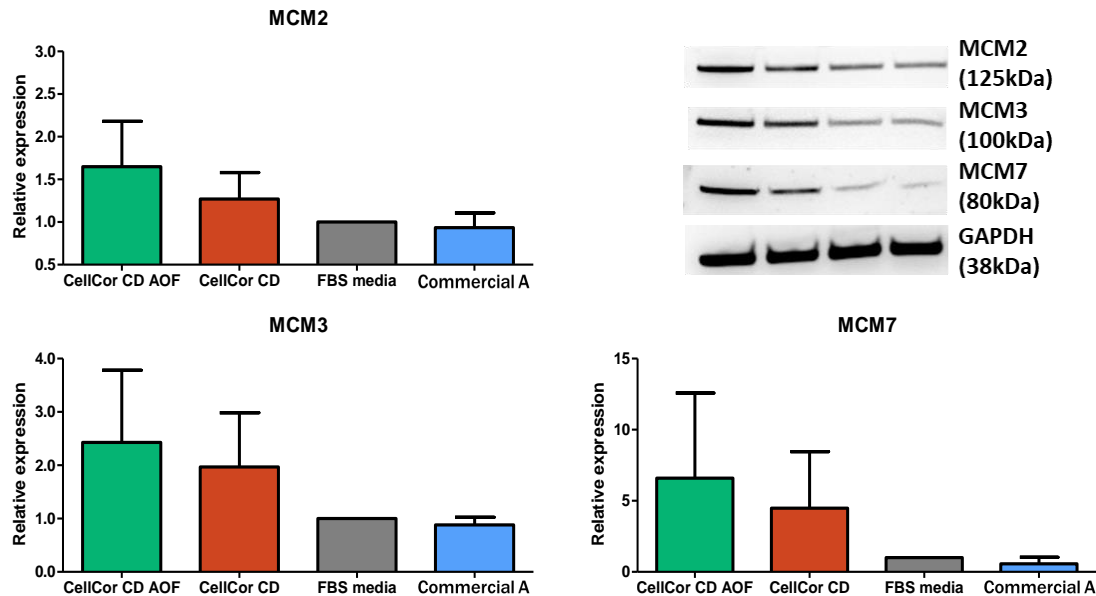 MCM2
Relative expression
3.0
2.5
2.0
1.5
1.0
0.5
CellCor CD AOF CellCor CD FBS media Commercial A
MCM2
(125kDa)
MCM3
(100kDa)
MCM7
(80kDa)
GAPDH
(38kDa)
MCM3
Relative expression
4.0
3.0
2.0
1.0
0.0
CellCor CD AOF CellCor CD FBS media Commercial A
MCM7
Relative expression
15
10
5
0
CellCor CD AOF CellCor CD FBS media Commercial A